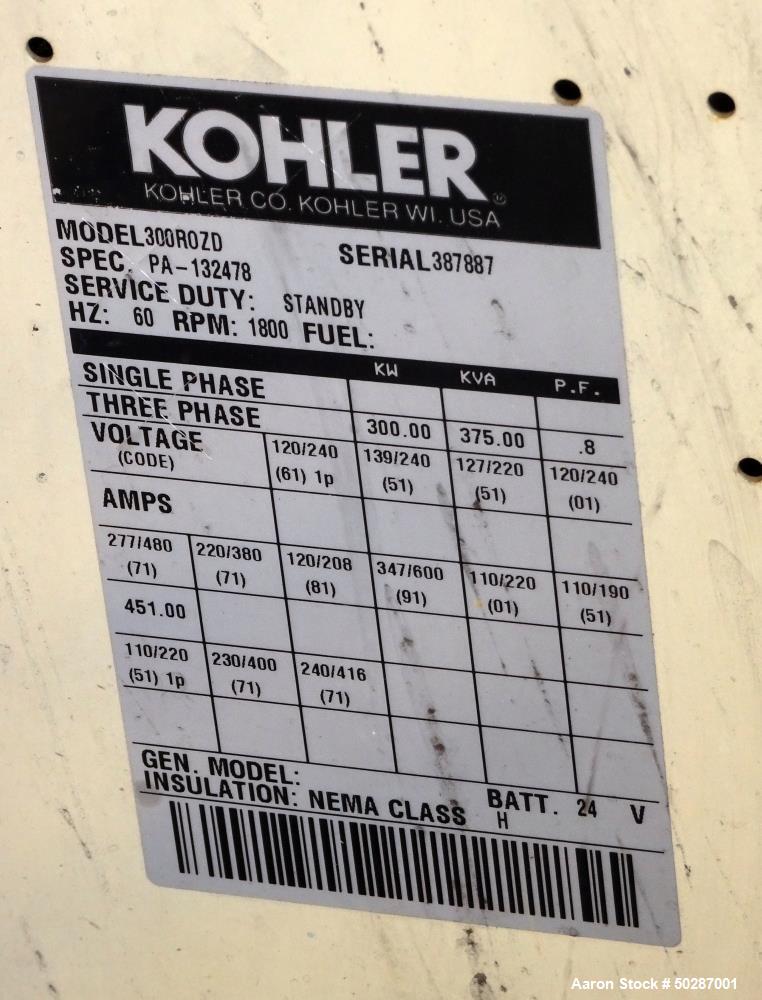 KOHLER®
KOHLER CO. KOHLER WI. USA
MODEL 300ROZD SERIAL 387887
SPEC. PA-132478
SERVICE DUTY: STANDBY
HZ: 60 RPM: 1800 FUEL:
KW KVA P.F.
SINGLE PHASE
THREE PHASE 300.00 375.00 .8
VOLTAGE 120/240 139/240 127/220 120/240
(CODE) (61) 1p (51) (51) (01)
AMPS
277/480 220/380 120/208 347/600 110/220 110/190
(71) (71) (81) (91) (01) (51)
451.00
110/220 230/400 240/416
(51) 1p (71) (71)
GEN. MODEL: BATT. 24 V
INSULATION: NEMA CLASS H
Aaron Stock # 50287001